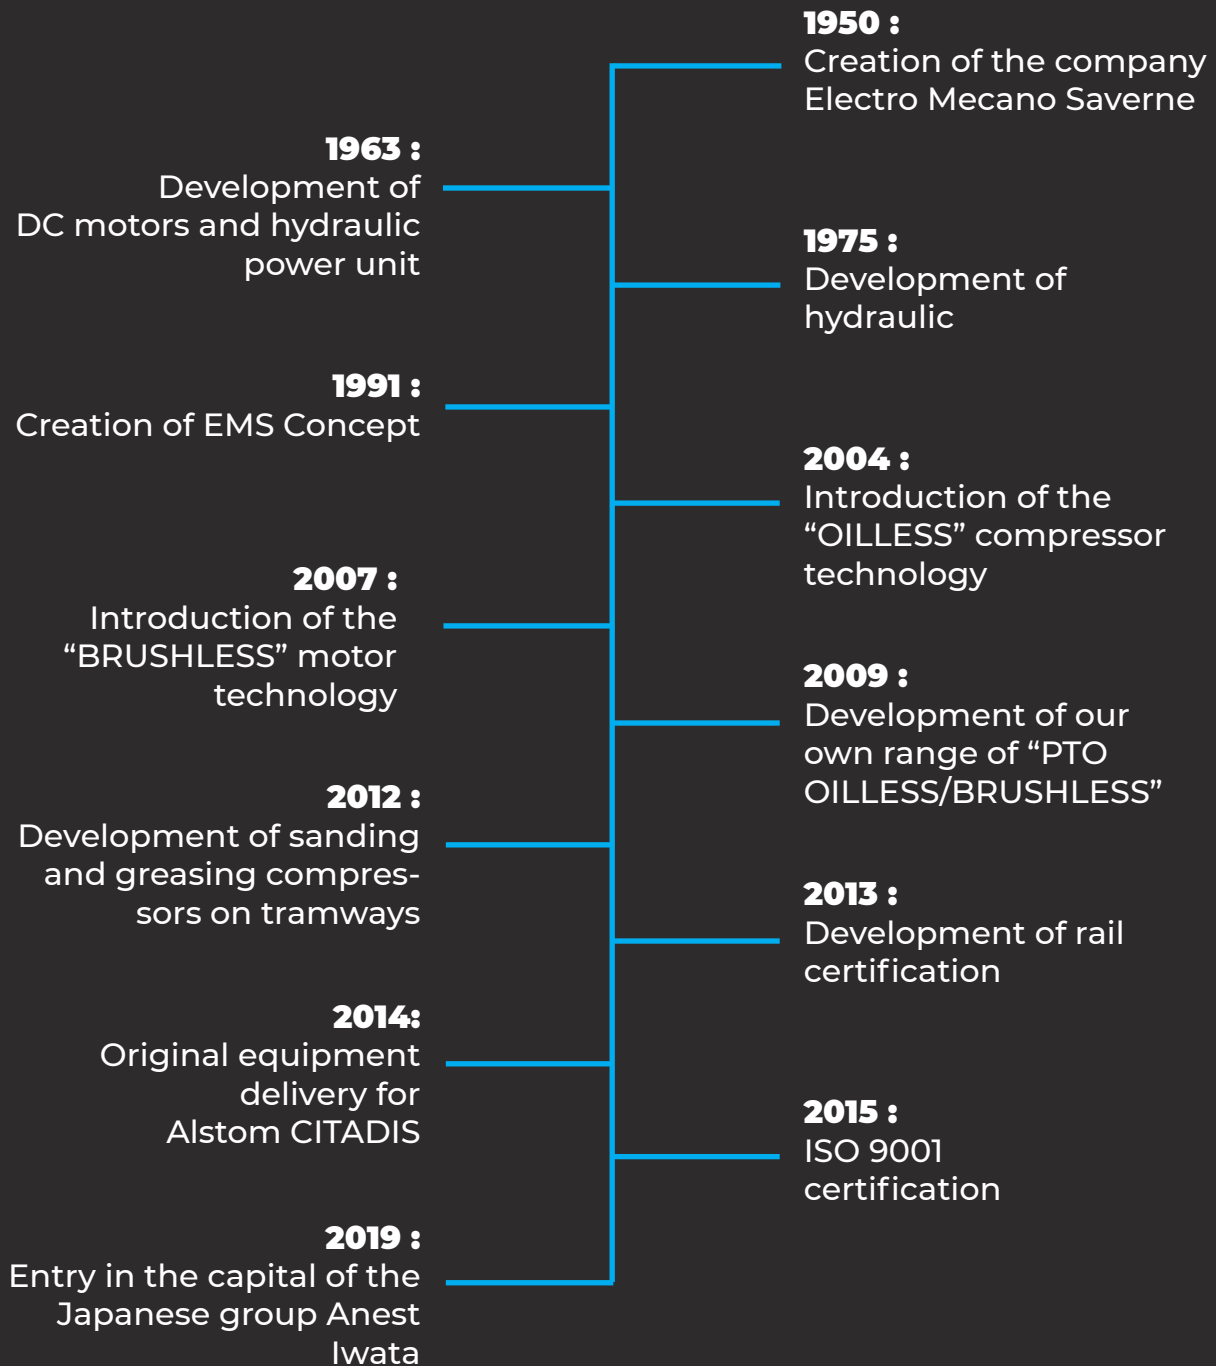 1950 :
Creation of the company
Electro Mecano Saverne
1963 :
Development of
DC motors and hydraulic
power unit
1975 :
Development of
hydraulic
1991 :
Creation of EMS Concept
2004 :
Introduction of the
“OILLESS” compressor
technology
2007 :
Introduction of the
“BRUSHLESS” motor
technology
2009 :
Development of our
own range of “PTO
OILLESS/BRUSHLESS”
2012 :
Development of sanding
and greasing compres-
sors on tramways
2013 :
Development of rail
certification
2014:
Original equipment
delivery for
Alstom CITADIS
2015 :
ISO 9001
certification
2019 :
Entry in the capital of the
Japanese group Anest
Iwata